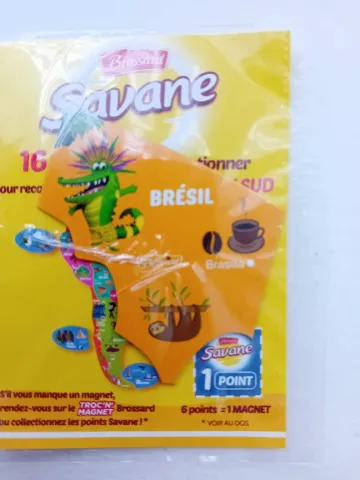 Brossard
Savane
16
tionner
our reco
SUD
BRÉSIL
Brasilia
Brossard
Savane
1 POINT
S'il vous manque un magnet,
rendez-vous sur le TROC'N' MAGNET Brossard
ou collectionnez les points Savane ! *
6 points = 1 MAGNET
* VOIR AU DOS